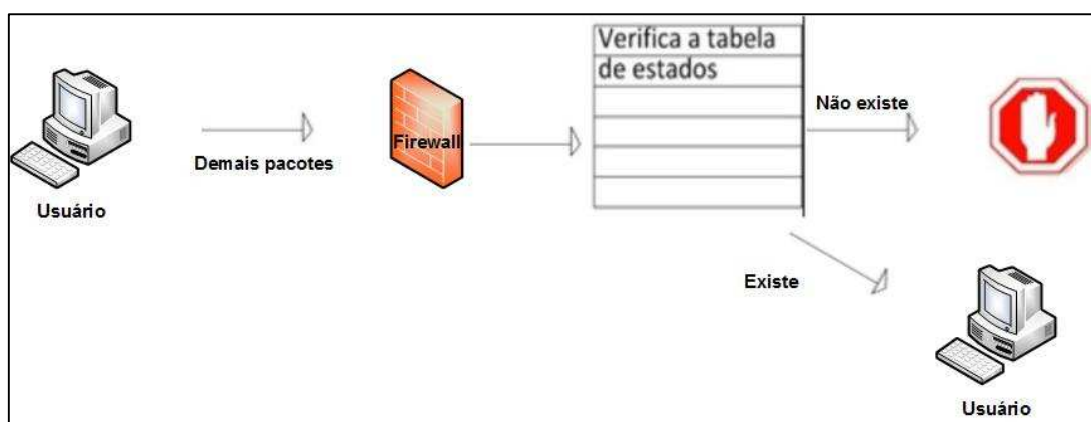 Verifica a tabela
de estados
Não existe
Firewall
Demais pacotes
Usuário
Existe
Usuário